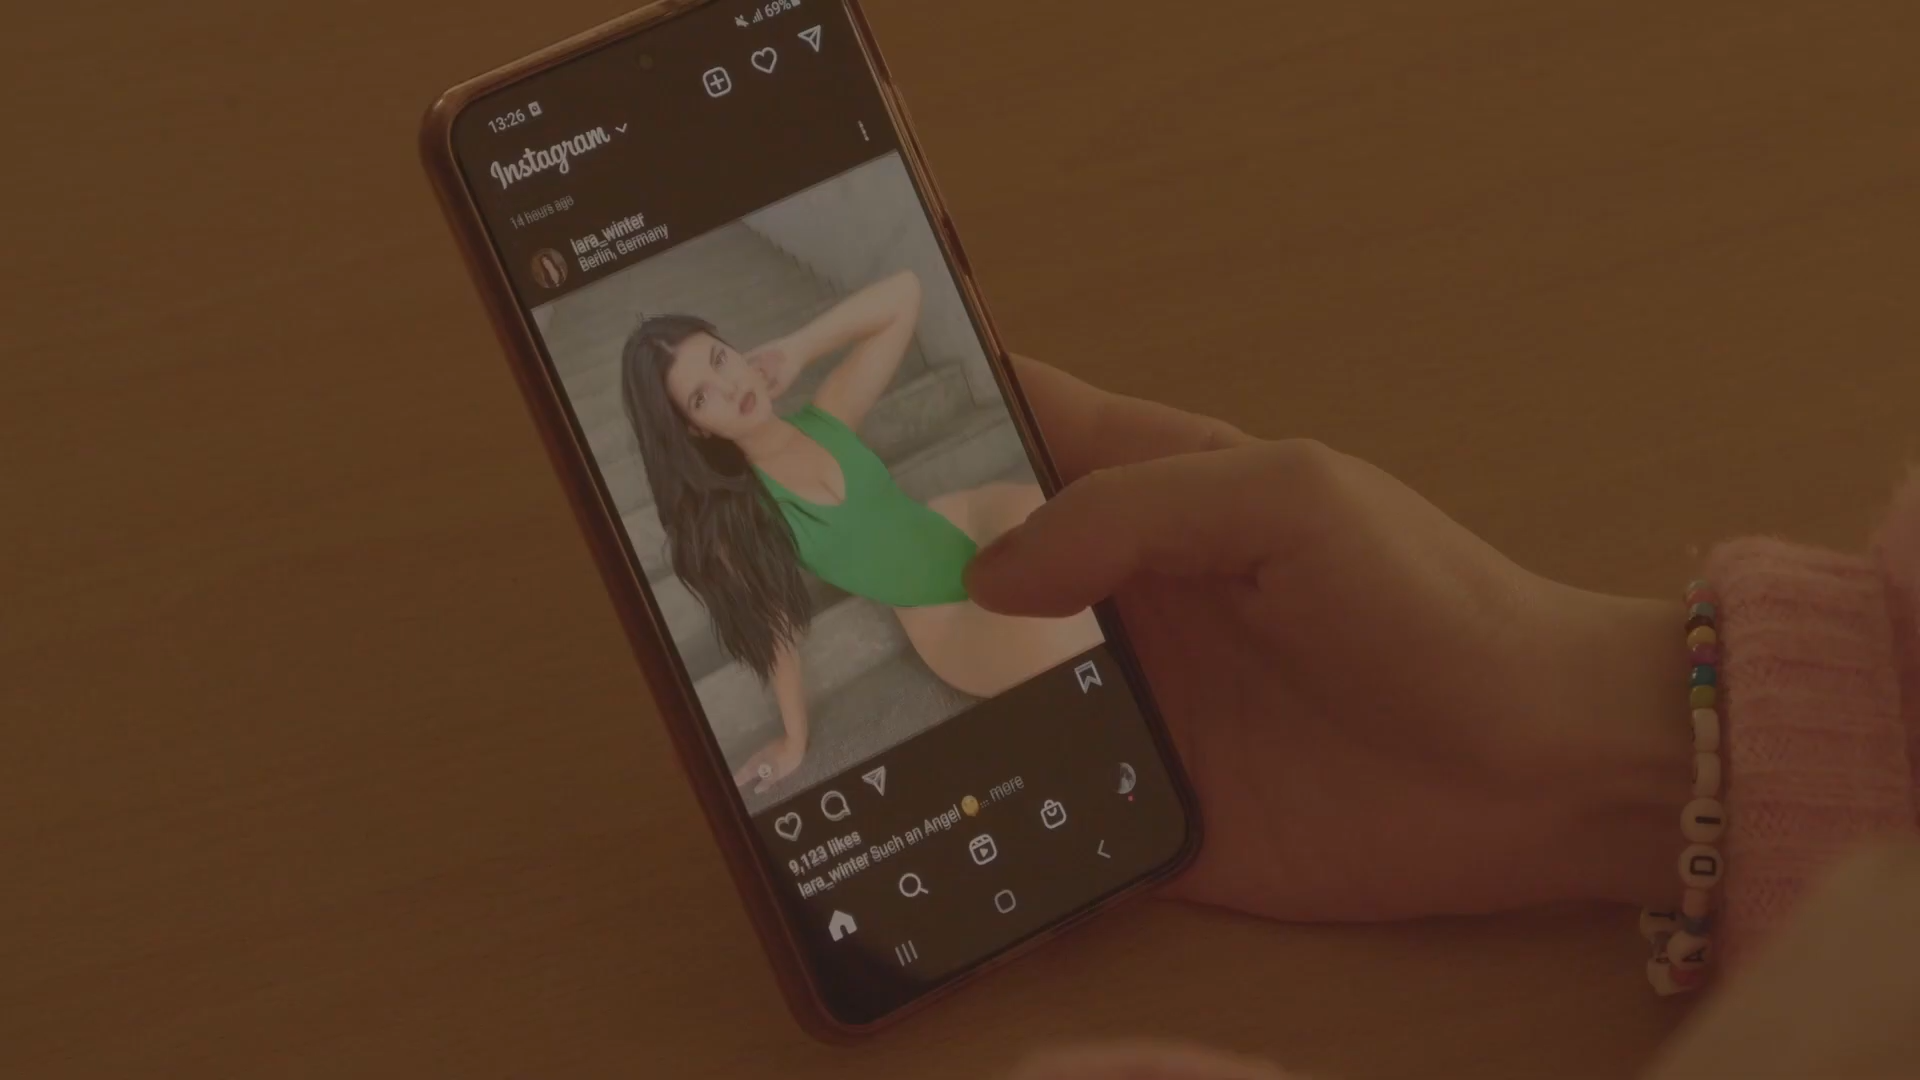 69%
13:26
Instagram
14 hours ago
lara_winter
Berlin, Germany
9,123 likes
lara_winter Such an Angel ... more
I
D
A